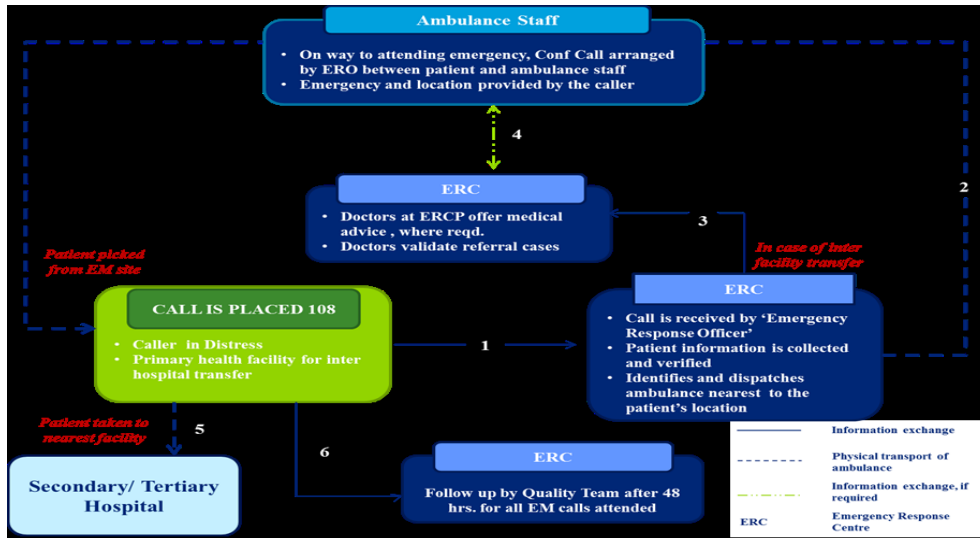 Ambulance Staff
• On way to attending emergency, Conf Call arranged
by ERO between patient and ambulance staff
• Emergency and location provided by the caller
4
2
ERC
• Doctors at ERCP offer medical
advice , where reqd.
• Doctors validate referral cases
3
Patient picked
from EM site
In case of inter
facility transfer
CALL IS PLACED 108
• Caller in Distress
• Primary health facility for inter
hospital transfer
1
ERC
• Call is received by ‘Emergency
Response Officer’
• Patient information is collected
and verified
• Identifies and dispatches
ambulance nearest to the
patient’s location
Patient taken to
nearest facility
5
6
Secondary/ Tertiary
Hospital
ERC
Follow up by Quality Team after 48
hrs. for all EM calls attended
Information exchange
Physical transport of
ambulance
Information exchange, if
required
ERC Emergency Response
Centre